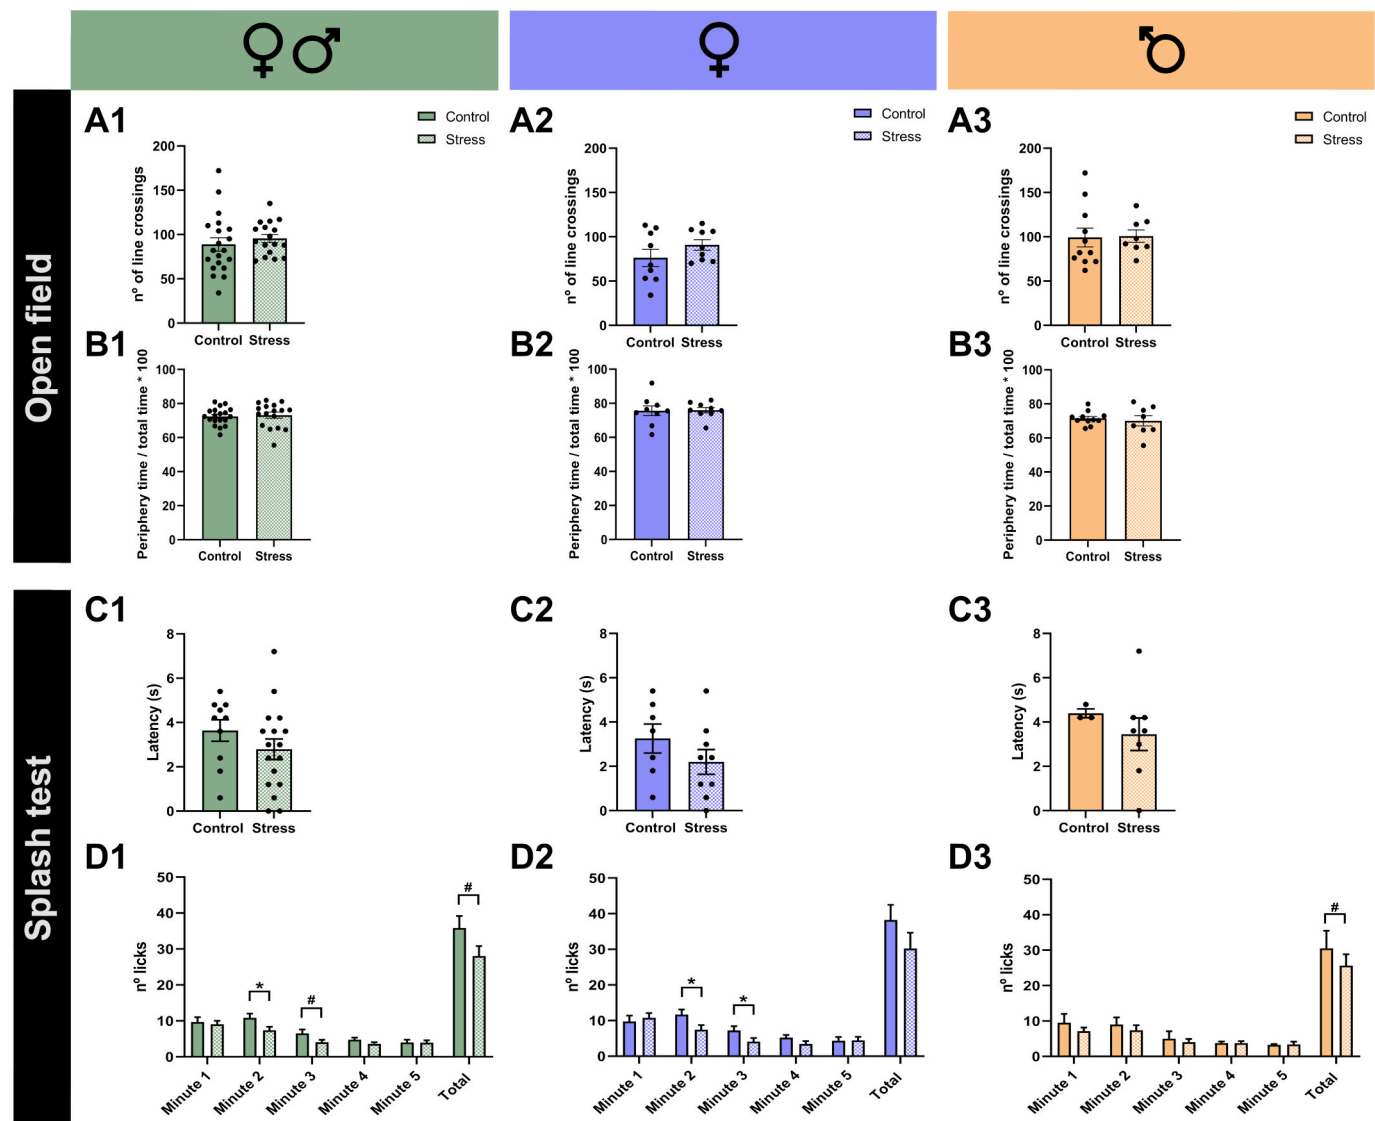 ♀♂
♀
♂
Open field
A1
Control
Stress
nº of line crossings
200
150
100
50
0
Control Stress
A2
Control
Stress
nº of line crossings
200
150
100
50
0
Control Stress
A3
Control
Stress
nº of line crossings
200
150
100
50
0
Control Stress
B1
Periphery time / total time * 100
100
80
60
40
20
0
Control Stress
B2
Periphery time / total time * 100
100
80
60
40
20
0
Control Stress
B3
Periphery time / total time * 100
100
80
60
40
20
0
Control Stress
Splash test
C1
Latency (s)
8
6
4
2
0
Control Stress
C2
Latency (s)
8
6
4
2
0
Control Stress
C3
Latency (s)
8
6
4
2
0
Control Stress
D1
nº licks
50
40
30
20
10
0
*
#
#
Minute 1
Minute 2
Minute 3
Minute 4
Minute 5
Total
D2
nº licks
50
40
30
20
10
0
*
*
Minute 1
Minute 2
Minute 3
Minute 4
Minute 5
Total
D3
nº licks
50
40
30
20
10
0
#
Minute 1
Minute 2
Minute 3
Minute 4
Minute 5
Total